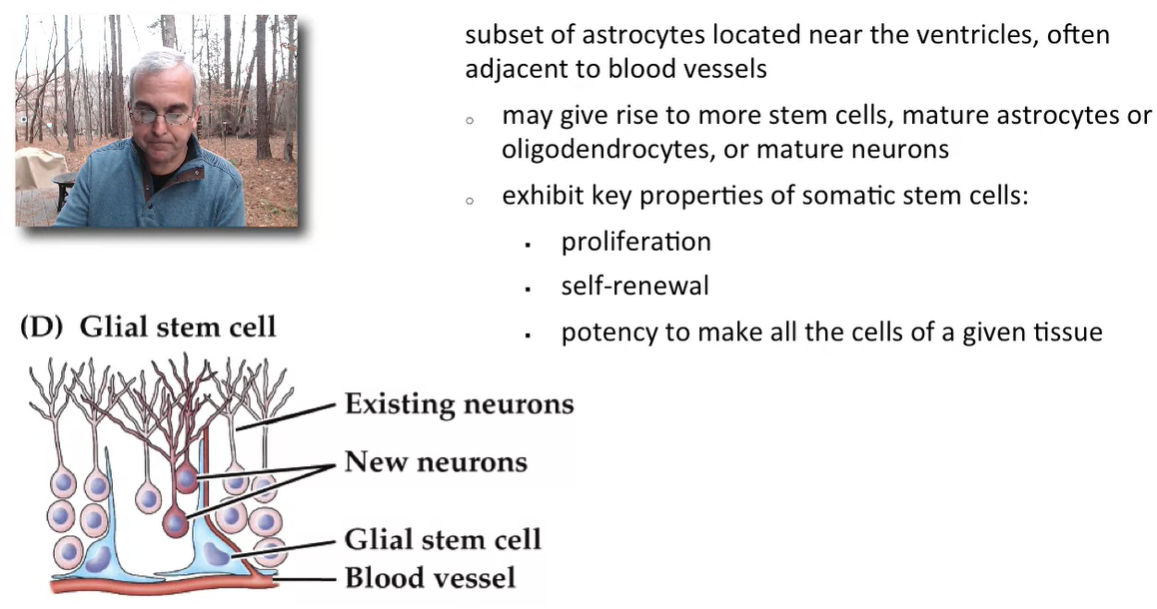 subset of astrocytes located near the ventricles, often
adjacent to blood vessels
◦ may give rise to more stem cells, mature astrocytes or
oligodendrocytes, or mature neurons
◦ exhibit key properties of somatic stem cells:
▪ proliferation
▪ self-renewal
▪ potency to make all the cells of a given tissue
(D) Glial stem cell
Existing neurons
New neurons
Glial stem cell
Blood vessel